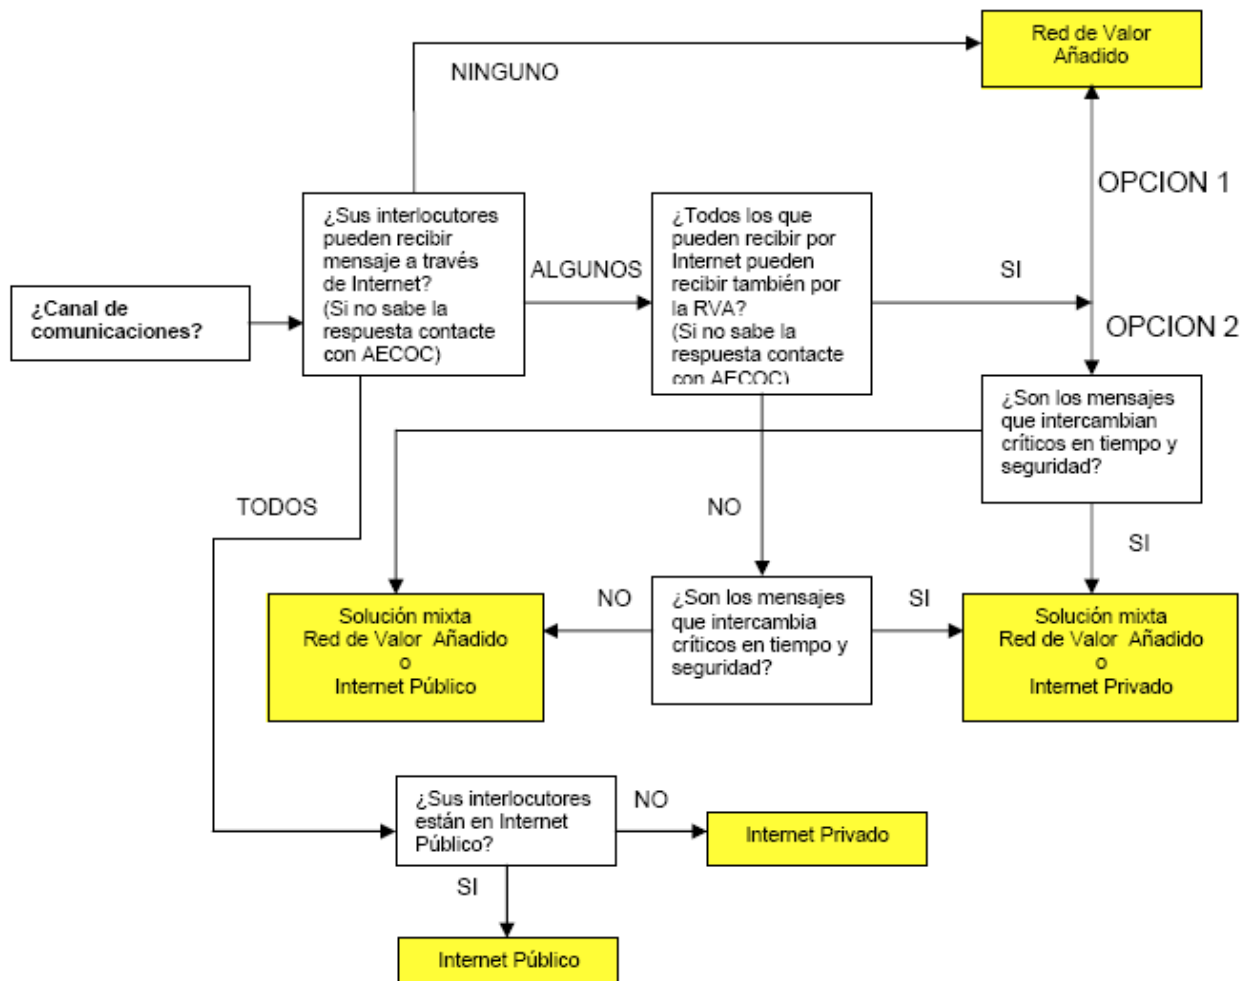 Red de Valor
Añadido
NINGUNO
OPCION 1
¿Sus interlocutores
pueden recibir
mensaje a través
de Internet?
(Si no sabe la
respuesta contacte
con AECOC)
ALGUNOS
¿Todos los que
pueden recibir por
Internet pueden
recibir también por
la RVA?
(Si no sabe la
respuesta contacte
con AECOC)
SI
¿Canal de
comunicaciones?
OPCION 2
¿Son los mensajes
que intercambian
críticos en tiempo y
seguridad?
TODOS
NO
SI
Solución mixta
Red de Valor Añadido
o
Internet Público
NO
¿Son los mensajes
que intercambia
críticos en tiempo y
seguridad?
SI
Solución mixta
Red de Valor Añadido
o
Internet Privado
¿Sus interlocutores
están en Internet
Público?
NO
Internet Privado
SI
Internet Público